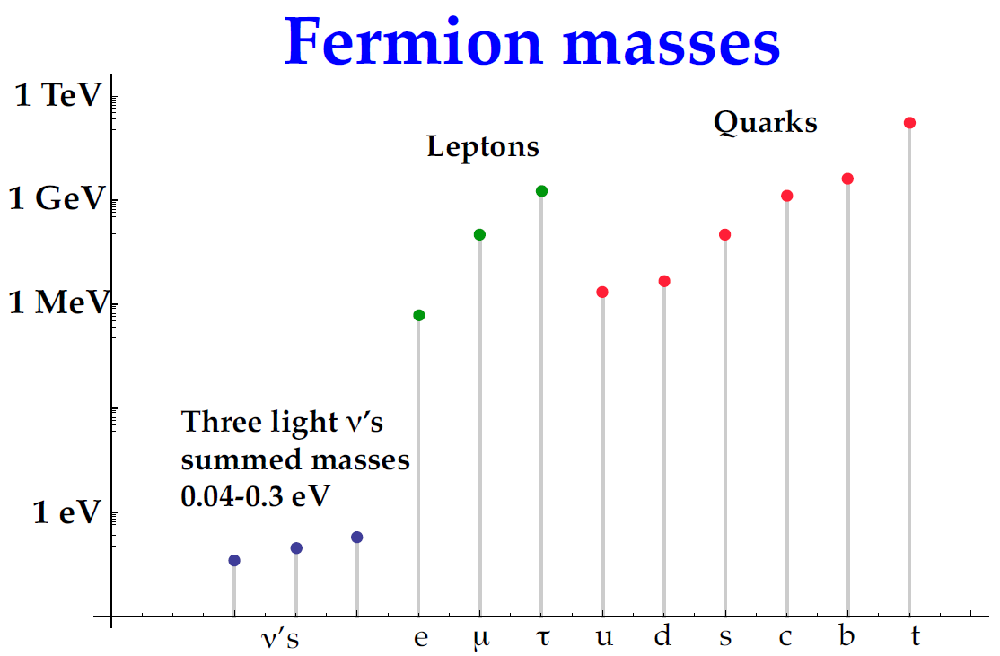 Fermion masses
1 TeV
Quarks
Leptons
1 GeV
1 MeV
Three light ν's
summed masses
0.04-0.3 eV
1 eV
ν's e μ τ u d s c b t